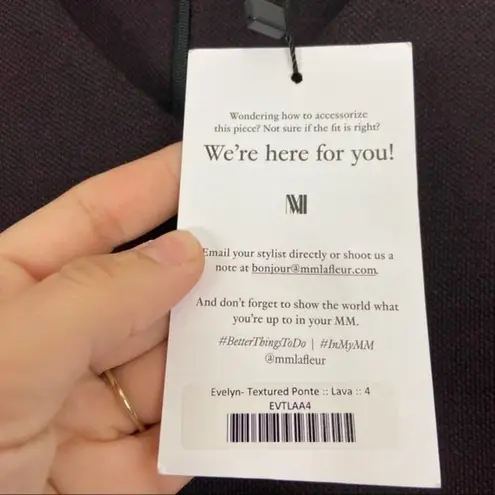 Wondering how to accessorize
this piece? Not sure if the fit is right?
We're here for you!
MM
Email your stylist directly or shoot us a
note at bonjour@mmlafleur.com.
And don't forget to show the world what
you're up to in your MM.
#BetterThingsToDo | #InMyMM
@mmlafleur
Evelyn- Textured Ponte :: Lava :: 4
EVTLAA4